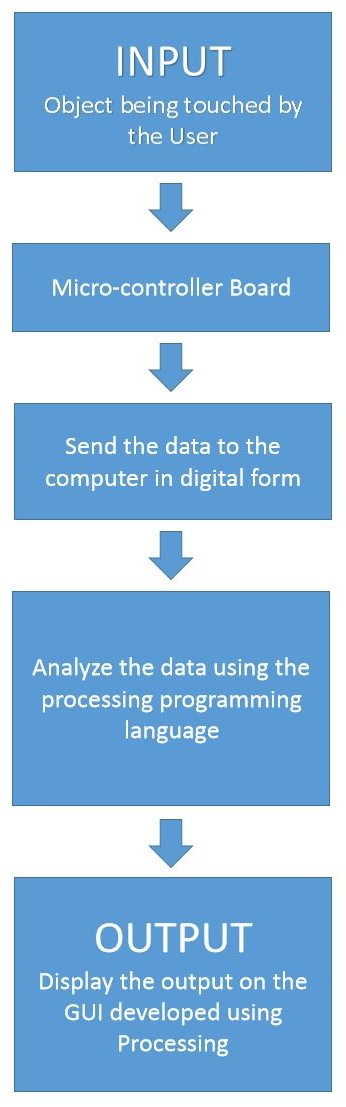 INPUT
Object being touched by
the User
Micro-controller Board
Send the data to the
computer in digital form
Analyze the data using the
processing programming
language
OUTPUT
Display the output on the
GUI developed using
Processing